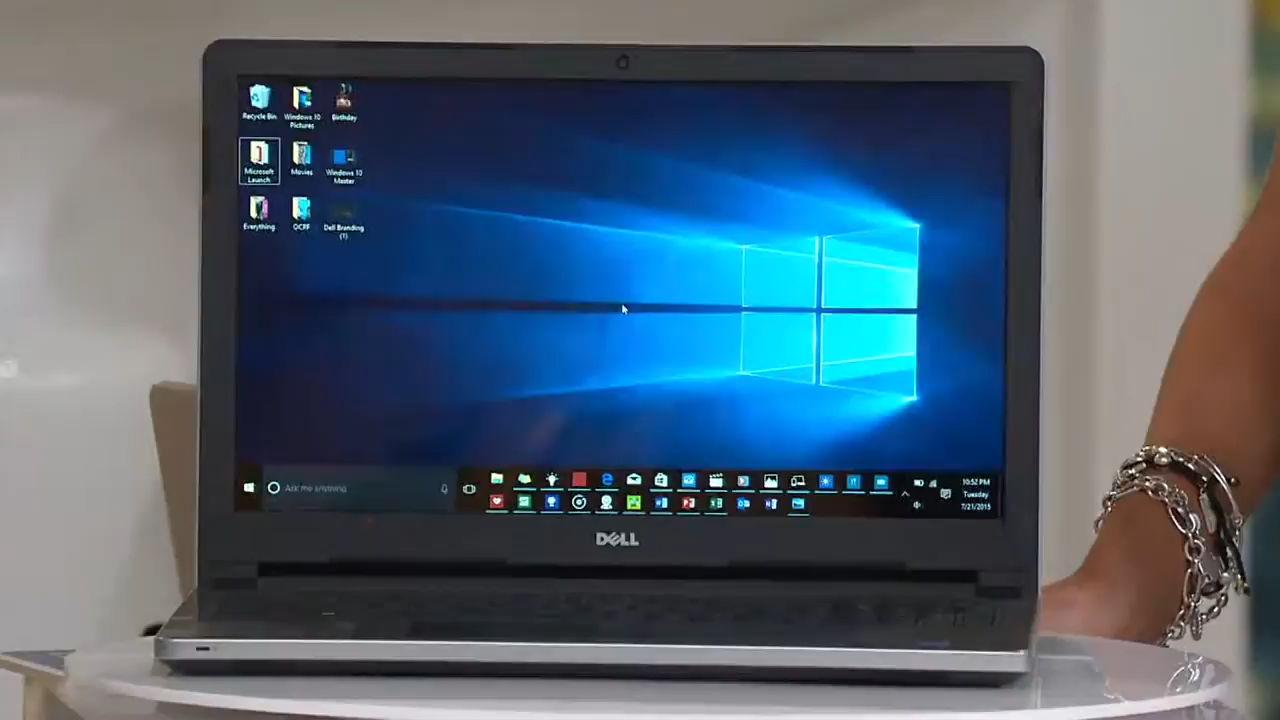 Recycle Bin
Windows 10
Pictures
Birthday
Microsoft
Launch
Movies
Windows 10
Master
Everything
OCRF
Dell Branding
(1)
Ask me anything
10:52 PM
Tuesday
7/21/2015
DELL